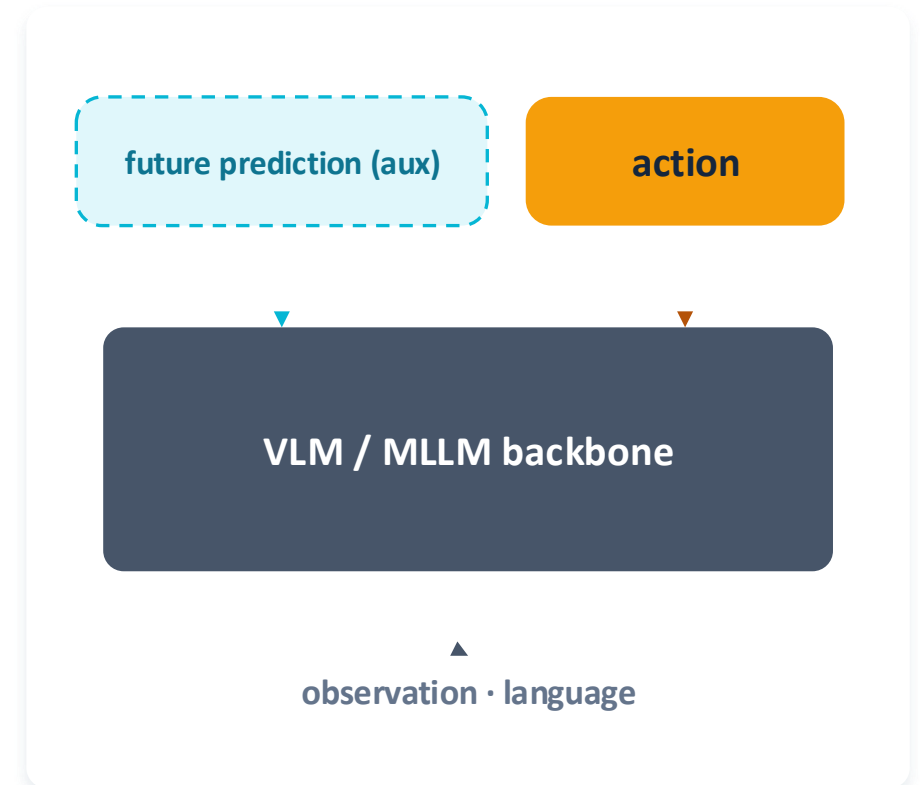 future prediction (aux)
action
VLM / MLLM backbone
observation · language